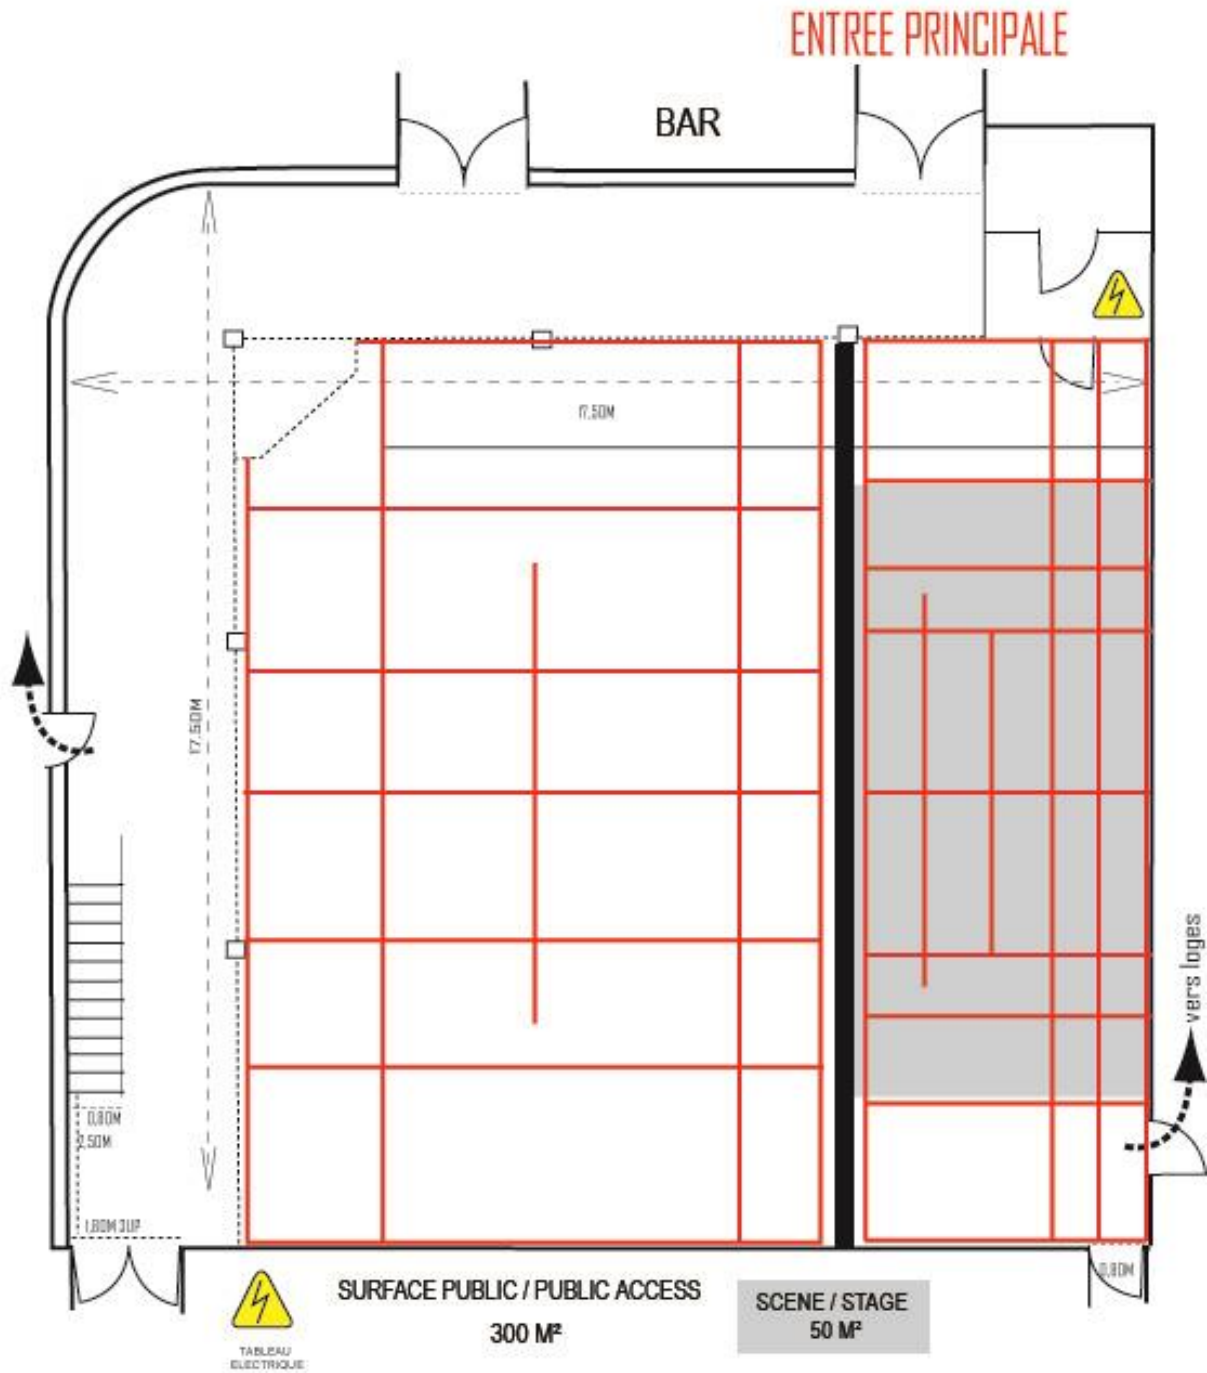 ENTREE PRINCIPALE
BAR
17,50M
17,50M
vers loges
0,80M
2,50M
1,80M 3UP
0,80M
SURFACE PUBLIC / PUBLIC ACCESS
300 M²
SCENE / STAGE
50 M²
TABLEAU
ELECTRIQUE